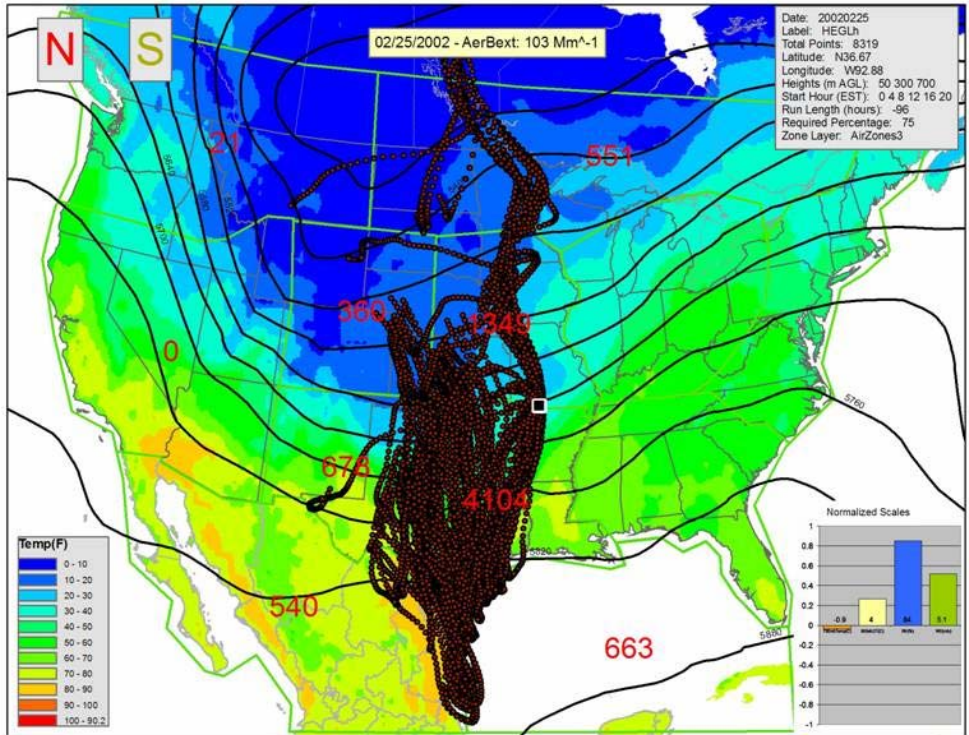 N S
02/25/2002 - AerBext: 103 Mm^-1
Date: 20020225
Label: HEGLh
Total Points: 8319
Latitude: N36.67
Longitude: W92.88
Heights (m AGL): 50 300 700
Start Hour (EST): 0 4 8 12 16 20
Run Length (hours): -96
Required Percentage: 75
Zone Layer: AirZones3
21
551
5700
360
1349
0
5760
678
4104
5820
540
663
5880
Temp(F)
0 - 10
10 - 20
20 - 30
30 - 40
40 - 50
50 - 60
60 - 70
70 - 80
80 - 90
90 - 100
100 - 90.2
Normalized Scales
1
0.8
0.6
0.4
0.2
0
-0.2
-0.4
-0.6
-0.8
-1
-0.9
4
84
5.1